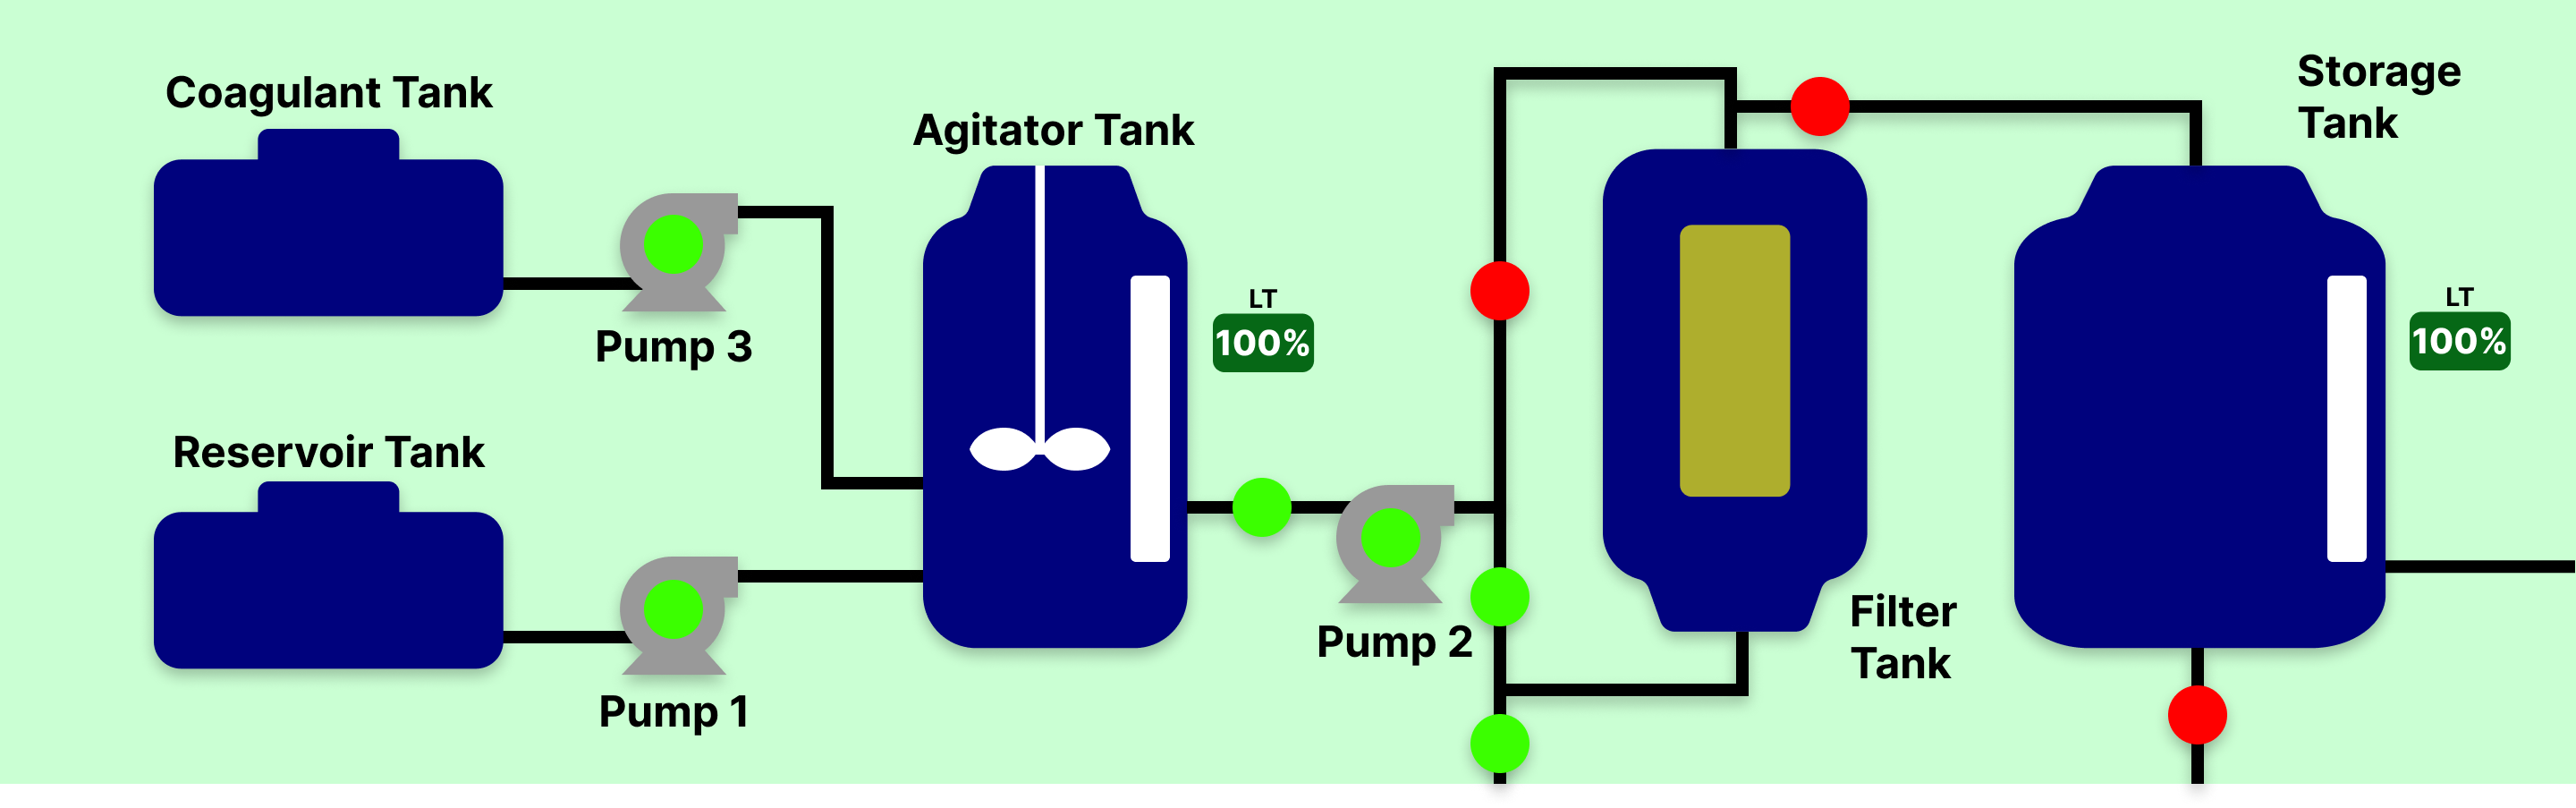 Coagulant Tank
Pump 3
Reservoir Tank
Pump 1
Agitator Tank
LT
100%
Pump 2
Filter
Tank
Storage
Tank
LT
100%